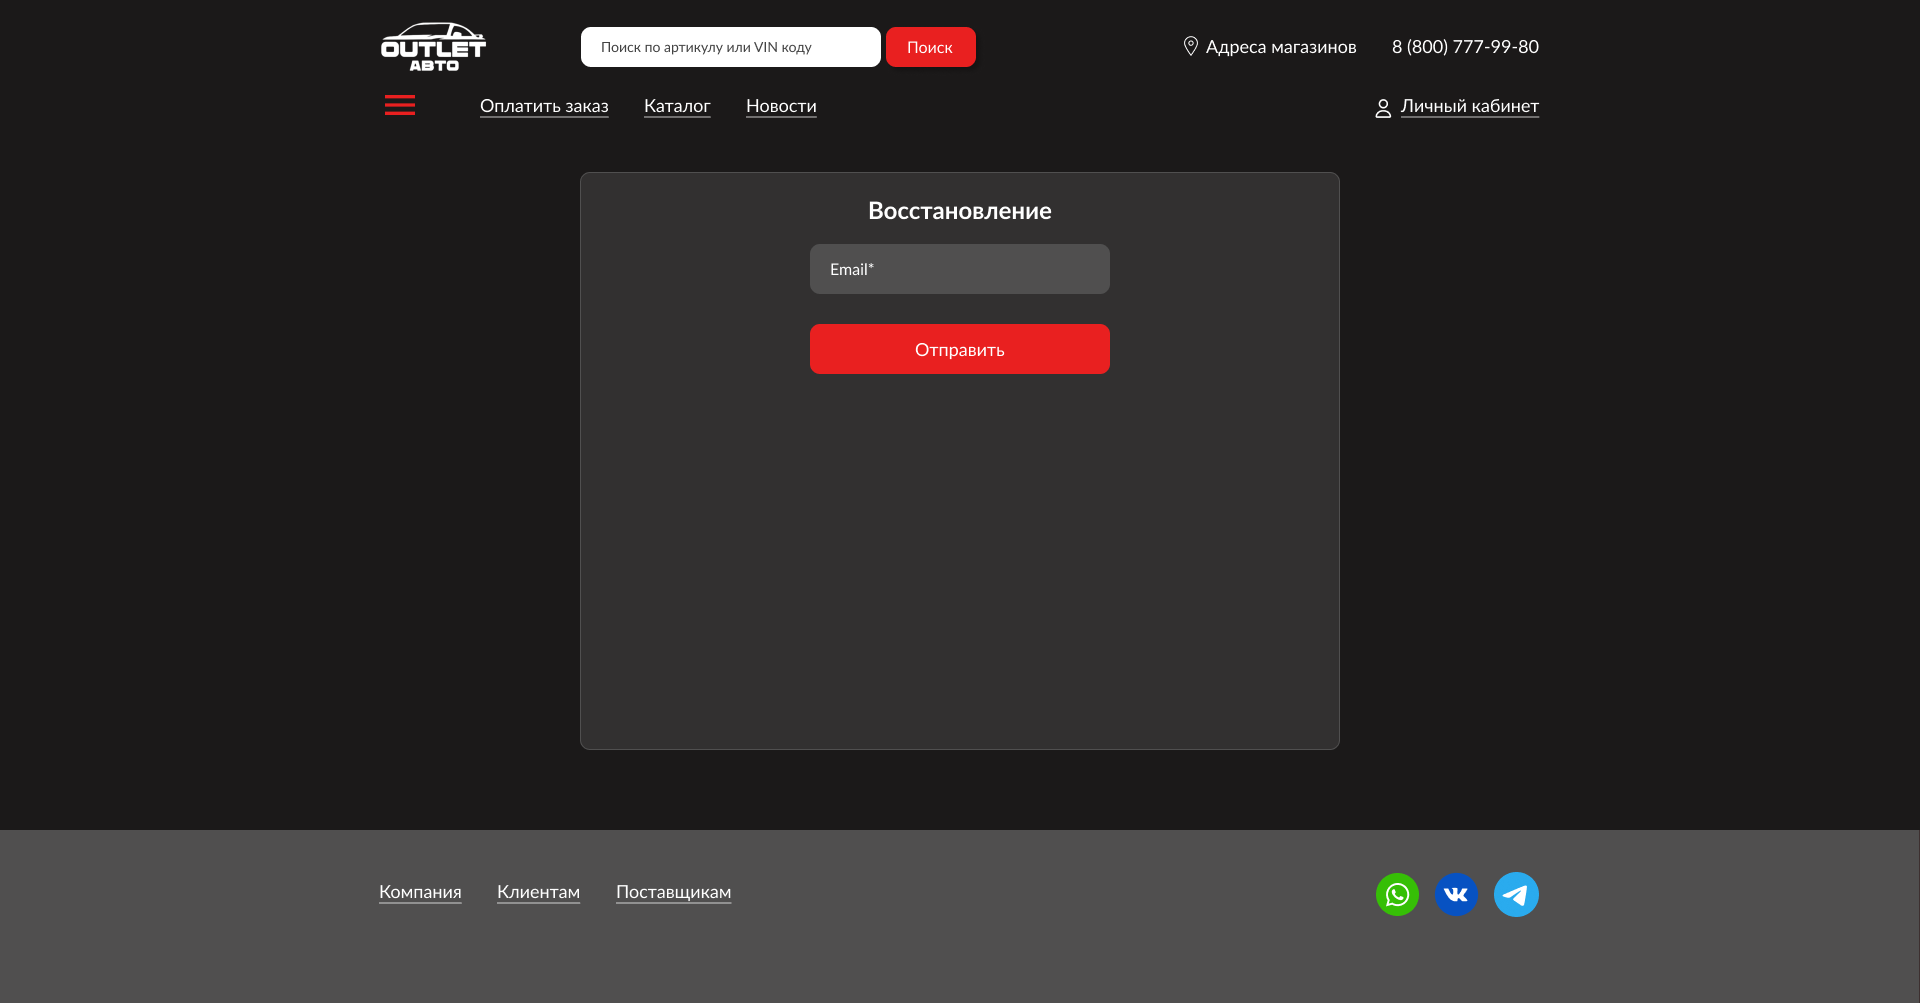 OUTLET
АВТО
Поиск по артикулу или VIN коду
Поиск
Адреса магазинов
8 (800) 777-99-80
Оплатить заказ
Каталог
Новости
Личный кабинет
Восстановление
Email*
Отправить
Компания
Клиентам
Поставщикам